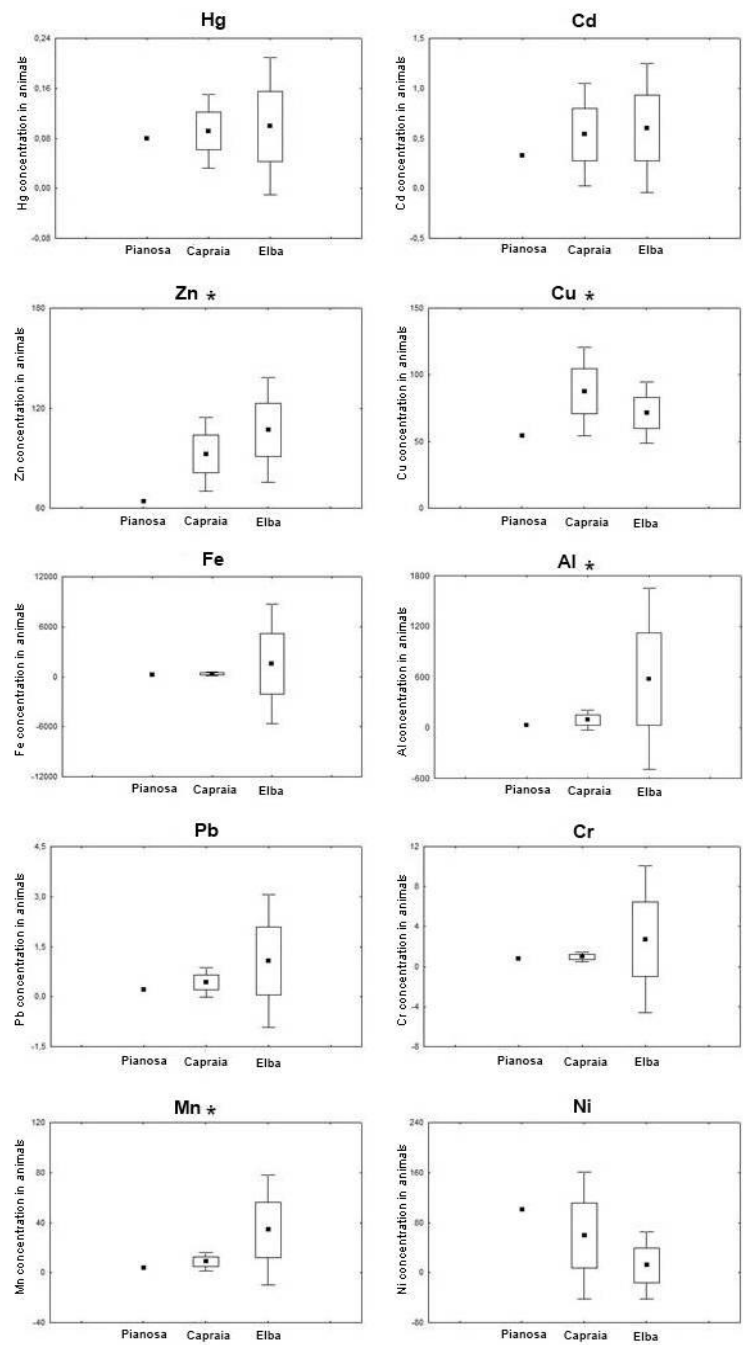 Hg
Hg concentration in animals
0,24
0,16
0,08
0,00
-0,08
Pianosa Capraia Elba
Cd
Cd concentration in animals
1,5
1,0
0,5
0,0
-0,5
Pianosa Capraia Elba
Zn *
Zn concentration in animals
180
120
60
Pianosa Capraia Elba
Cu *
Cu concentration in animals
150
100
50
0
Pianosa Capraia Elba
Fe
Fe concentration in animals
12000
6000
0
-6000
-12000
Pianosa Capraia Elba
Al *
Al concentration in animals
1800
1200
600
0
-600
Pianosa Capraia Elba
Pb
Pb concentration in animals
4,5
3,0
1,5
0,0
-1,5
Pianosa Capraia Elba
Cr
Cr concentration in animals
12
8
4
0
-4
-8
Pianosa Capraia Elba
Mn *
Mn concentration in animals
120
80
40
0
-40
Pianosa Capraia Elba
Ni
Ni concentration in animals
240
160
80
0
-80
Pianosa Capraia Elba